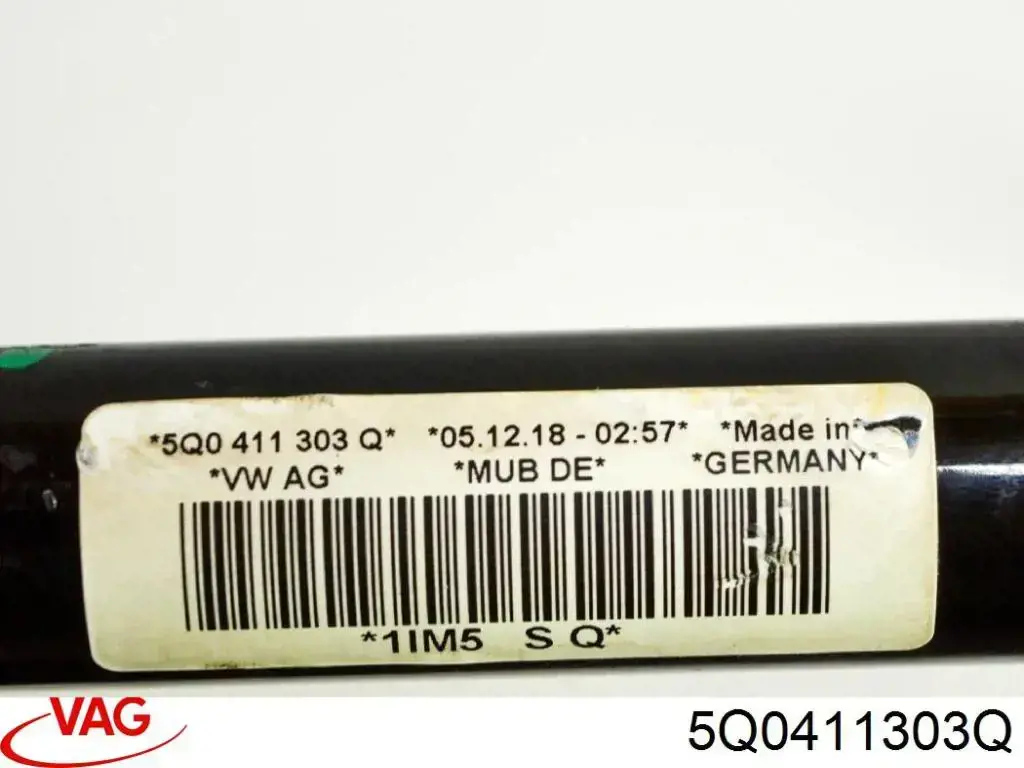 *5Q0 411 303 Q* *05.12.18 - 02:57* *Made in*
*VW AG* *MUB DE* *GERMANY*
*1IM5 S Q*
VAG 5Q0411303Q